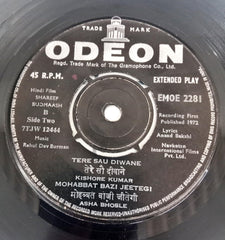 TRADE MARK
ODEON
Regd. Trade Mark of The Gramophone Co., Ltd.
45 R.P.M.
EXTENDED PLAY
Hindi Film
SHAREEF
BUDMAASH
B
Side Two
7TJW 12444
Music
Rahul Dev Burman
EMOE 2281
Recording First
Published 1972
Lyric
Anand Bakshi
Navketan
International Films
Pvt. Ltd.
TERE SAU DIWANE
तेरे सौ दीवाने
KISHORE KUMAR
MOHABBAT BAZI JEETEGI
मोहब्बत बाज़ी जीतेगी
ASHA BHOSLE